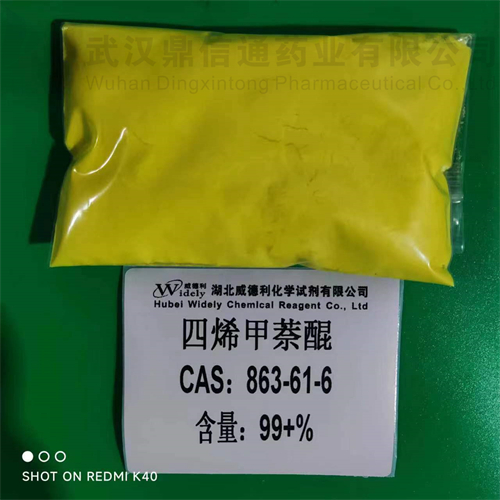 武汉鼎信通药业有限公司
Wuhan Dingxintong Pharmaceutical Co., Ltd
威德利
Widely
湖北威德利化学试剂有限公司
Hubei Widely Chemical Reagent Co., Ltd
四烯甲萘醌
CAS: 863-61-6
含量: 99+%
SHOT ON REDMI K40